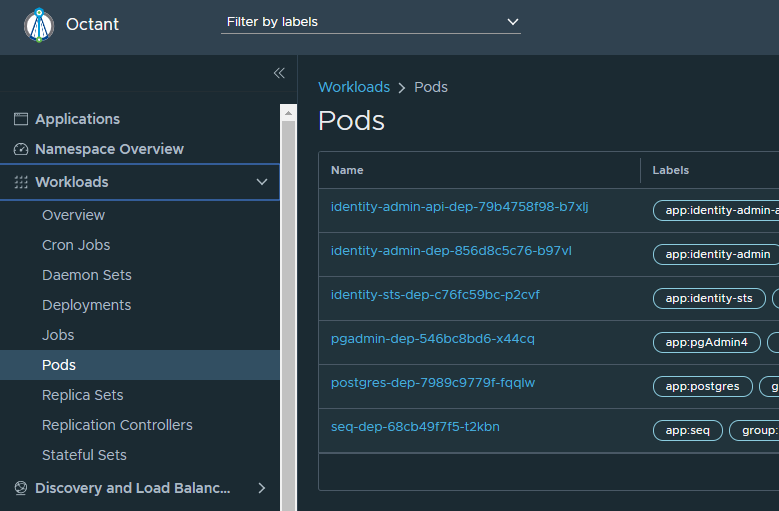 Octant
Filter by labels
Applications
Namespace Overview
Workloads
Overview
Cron Jobs
Daemon Sets
Deployments
Jobs
Pods
Replica Sets
Replication Controllers
Stateful Sets
Discovery and Load Balanc...
Workloads > Pods
Pods
Name Labels
identity-admin-api-dep-79b4758f98-b7xlj app:identity-admin-a
identity-admin-dep-856d8c5c76-b97vl app:identity-admin
identity-sts-dep-c76fc59bc-p2cvf app:identity-sts
pgadmin-dep-546bc8bd6-x44cq app:pgAdmin4
postgres-dep-7989c9779f-fqqlw app:postgres g
seq-dep-68cb49f7f5-t2kbn app:seq group: